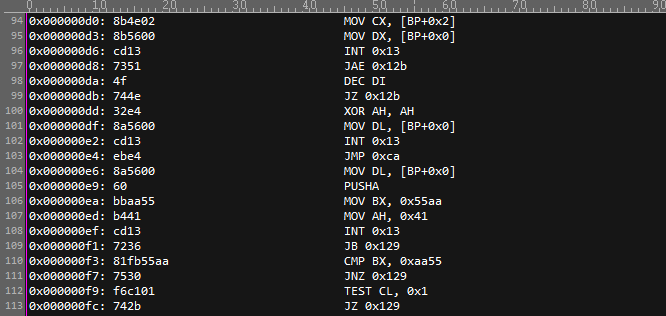 0 10 20 30 40 50 60 70 80 90
94 0x000000d0: 8b4e02 MOV CX, [BP+0x2]
95 0x000000d3: 8b5600 MOV DX, [BP+0x0]
96 0x000000d6: cd13 INT 0x13
97 0x000000d8: 7351 JAE 0x12b
98 0x000000da: 4f DEC DI
99 0x000000db: 744e JZ 0x12b
100 0x000000dd: 32e4 XOR AH, AH
101 0x000000df: 8a5600 MOV DL, [BP+0x0]
102 0x000000e2: cd13 INT 0x13
103 0x000000e4: ebe4 JMP 0xca
104 0x000000e6: 8a5600 MOV DL, [BP+0x0]
105 0x000000e9: 60 PUSHA
106 0x000000ea: bbaa55 MOV BX, 0x55aa
107 0x000000ed: b441 MOV AH, 0x41
108 0x000000ef: cd13 INT 0x13
109 0x000000f1: 7236 JB 0x129
110 0x000000f3: 81fb55aa CMP BX, 0xaa55
111 0x000000f7: 7530 JNZ 0x129
112 0x000000f9: f6c101 TEST CL, 0x1
113 0x000000fc: 742b JZ 0x129